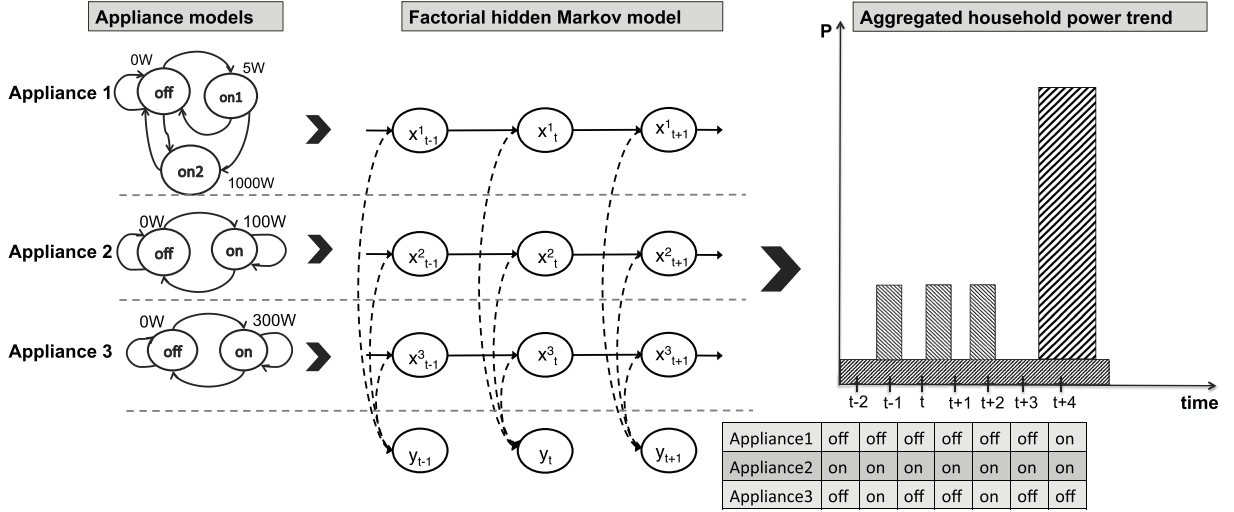 Appliance models
Factorial hidden Markov model
Aggregated household power trend
Appliance 1
0W
off
5W
on1
on2
1000W
Appliance 2
0W
off
100W
on
Appliance 3
0W
off
300W
on
x¹t-1
x¹t
x¹t+1
x²t-1
x²t
x²t+1
x³t-1
x³t
x³t+1
yt-1
yt
yt+1
P
t-2 t-1 t t+1 t+2 t+3 t+4
time
Appliance1 off off off off off off on
Appliance2 on on on on on on on
Appliance3 off on off off on off off